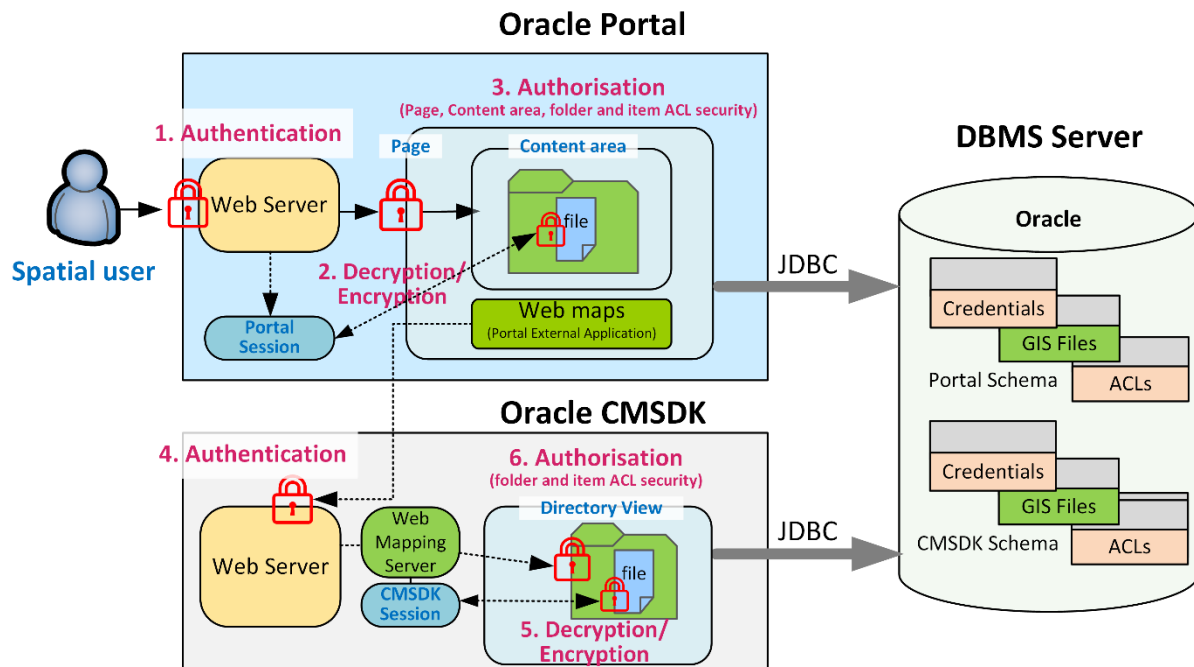 Oracle Portal
3. Authorisation
(Page, Content area, folder and item ACL security)
1. Authentication
Page
Content area
Web Server
file
Spatial user
2. Decryption/
Encryption
Portal
Session
Web maps
(Portal External Application)
JDBC
DBMS Server
Oracle
Credentials
GIS Files
Portal Schema
ACLs
Oracle CMSDK
4. Authentication
6. Authorisation
(folder and item ACL security)
Directory View
Web Server
Web
Mapping
Server
CMSDK
Session
file
5. Decryption/
Encryption
JDBC
Credentials
GIS Files
CMSDK Schema
ACLs